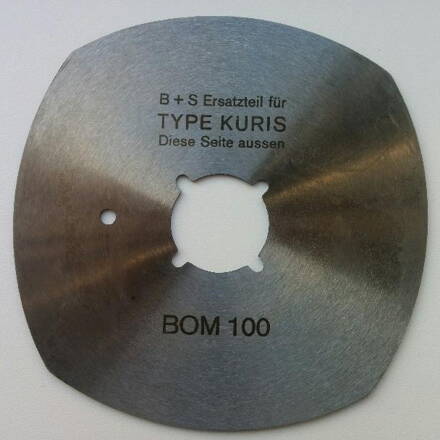 B + S Ersatzteil für
TYPE KURIS
Diese Seite aussen
BOM 100